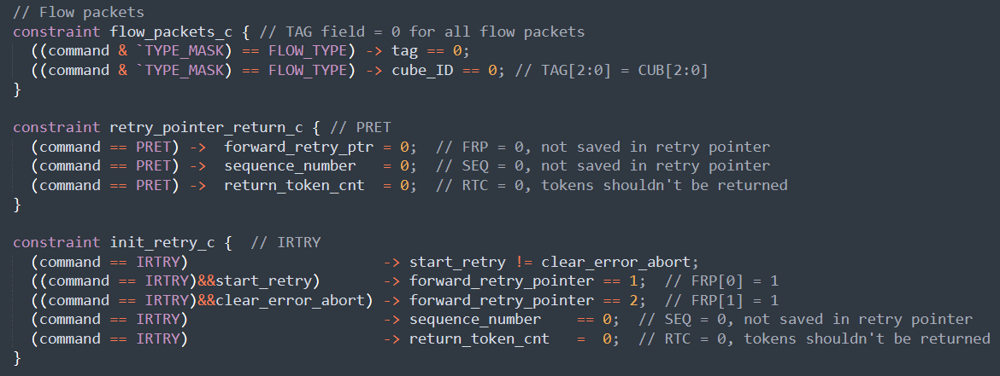 // Flow packets
constraint flow_packets_c { // TAG field = 0 for all flow packets
  ((command & `TYPE_MASK) == FLOW_TYPE) -> tag == 0;
  ((command & `TYPE_MASK) == FLOW_TYPE) -> cube_ID == 0; // TAG[2:0] = CUB[2:0]
}

constraint retry_pointer_return_c { // PRET
  (command == PRET) ->  forward_retry_ptr = 0;  // FRP = 0, not saved in retry pointer
  (command == PRET) ->  sequence_number   = 0;  // SEQ = 0, not saved in retry pointer
  (command == PRET) ->  return_token_cnt  = 0;  // RTC = 0, tokens shouldn't be returned
}

constraint init_retry_c {  // IRTRY
  (command == IRTRY)                      -> start_retry != clear_error_abort;
  ((command == IRTRY)&&start_retry)       -> forward_retry_pointer == 1;  // FRP[0] = 1
  ((command == IRTRY)&&clear_error_abort) -> forward_retry_pointer == 2;  // FRP[1] = 1
  (command == IRTRY)                      -> sequence_number    == 0;  // SEQ = 0, not saved in retry pointer
  (command == IRTRY)                      -> return_token_cnt   =  0;  // RTC = 0, tokens shouldn't be returned
}